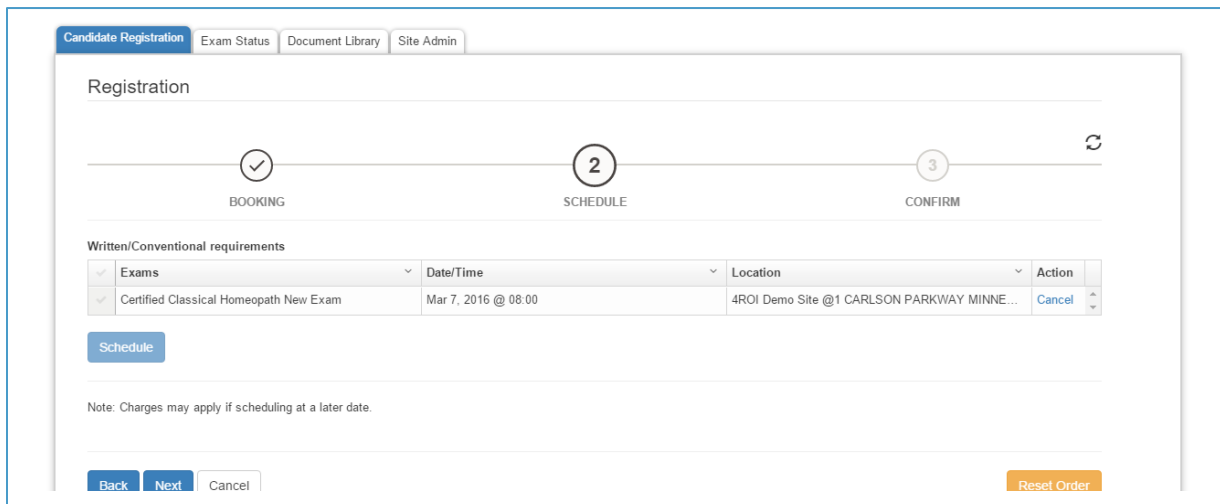 Candidate Registration Exam Status Document Library Site Admin
Registration
2 3
BOOKING SCHEDULE CONFIRM
Written/Conventional requirements
Exams Date/Time Location Action
Certified Classical Homeopath New Exam Mar 7, 2016 @ 08:00 4ROI Demo Site @1 CARLSON PARKWAY MINNE... Cancel
Schedule
Note: Charges may apply if scheduling at a later date.
Back Next Cancel Reset Order